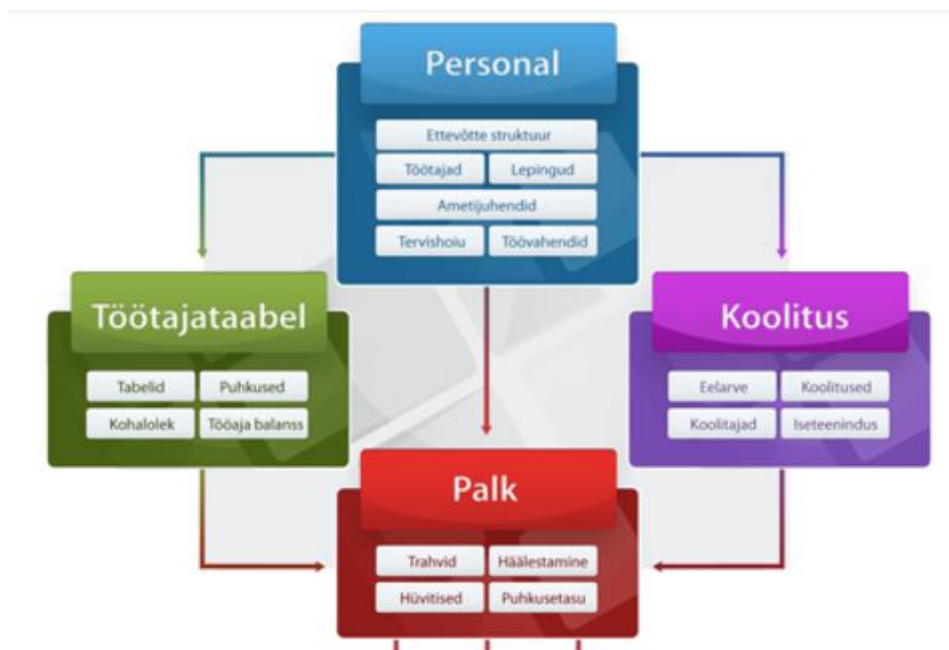 Personal
Ettevõtte struktuur
Töötajad Lepingud
Ametijuhendid
Tervishoiu Töövahendid
Töötajataabel
Tabelid Puhkused
Kohalolek Tööaja balanss
Koolitus
Eelarve Koolitused
Koolitajad Iseteenindus
Palk
Trahvid Häälestamine
Hüvitised Puhkusetasu